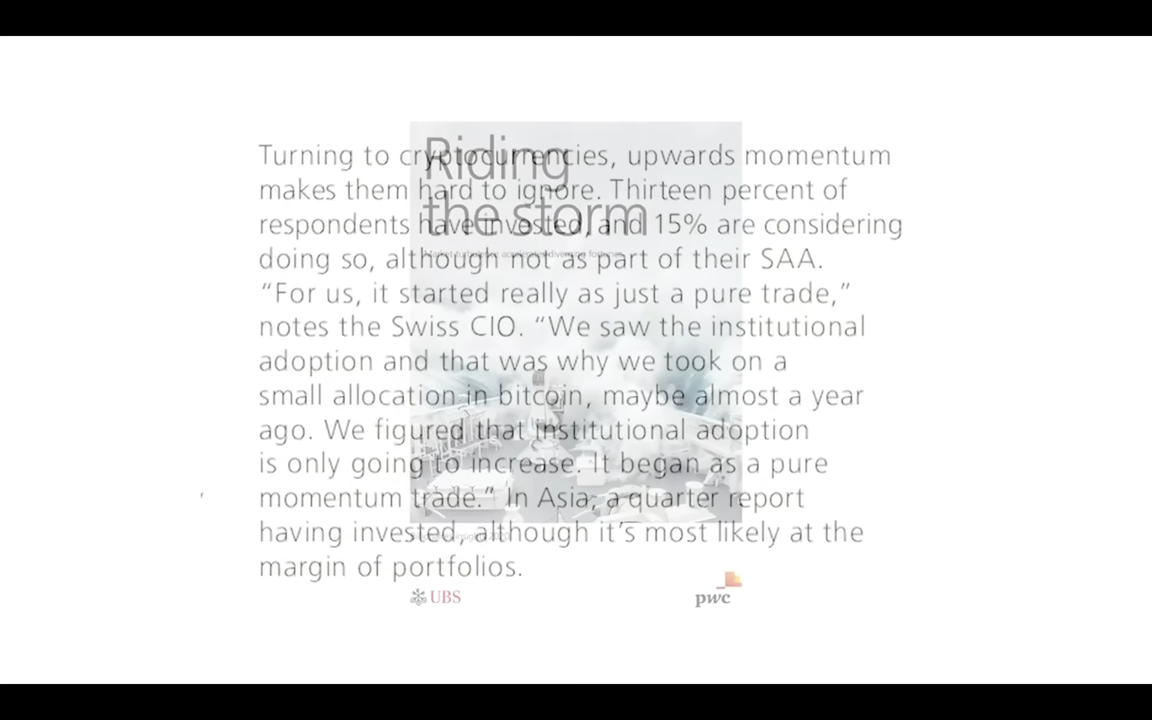 Turning to cryptocurrencies, upwards momentum
makes them hard to ignore. Thirteen percent of
respondents have invested, and 15% are considering
doing so, although not as part of their SAA.
“For us, it started really as just a pure trade,”
notes the Swiss CIO. “We saw the institutional
adoption and that was why we took on a
small allocation in bitcoin, maybe almost a year
ago. We figured that institutional adoption
is only going to increase. It began as a pure
momentum trade.” In Asia, a quarter report
having invested, although it’s most likely at the
margin of portfolios.
Riding
the storm
UBS
pwc